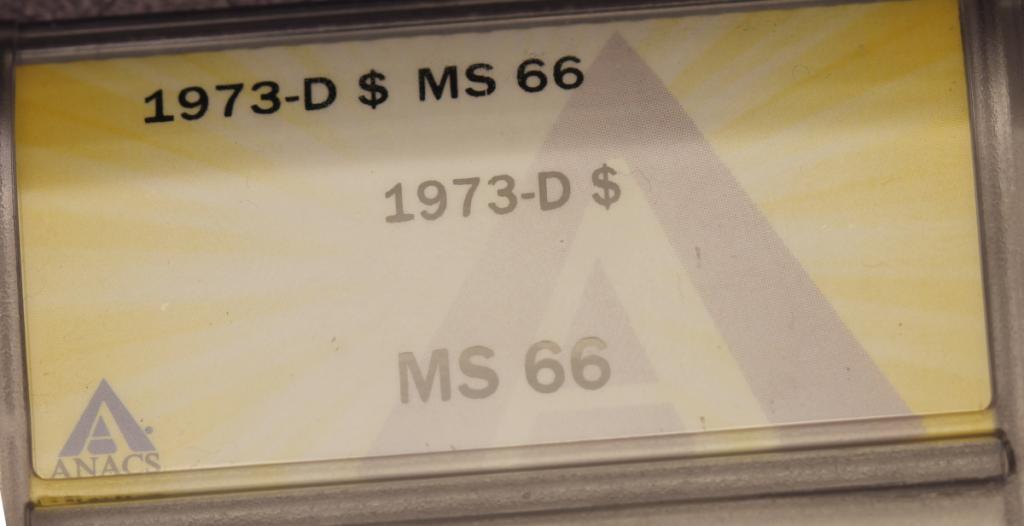 1973-D $ MS 66
1973-D $
MS 66
ANACS